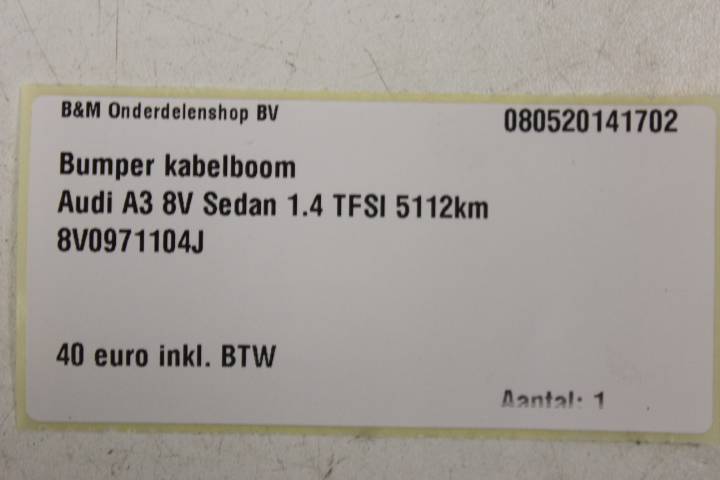 B&M Onderdelenshop BV
080520141702
Bumper kabelboom
Audi A3 8V Sedan 1.4 TFSI 5112km
8V0971104J
40 euro inkl. BTW
Aantal: 1